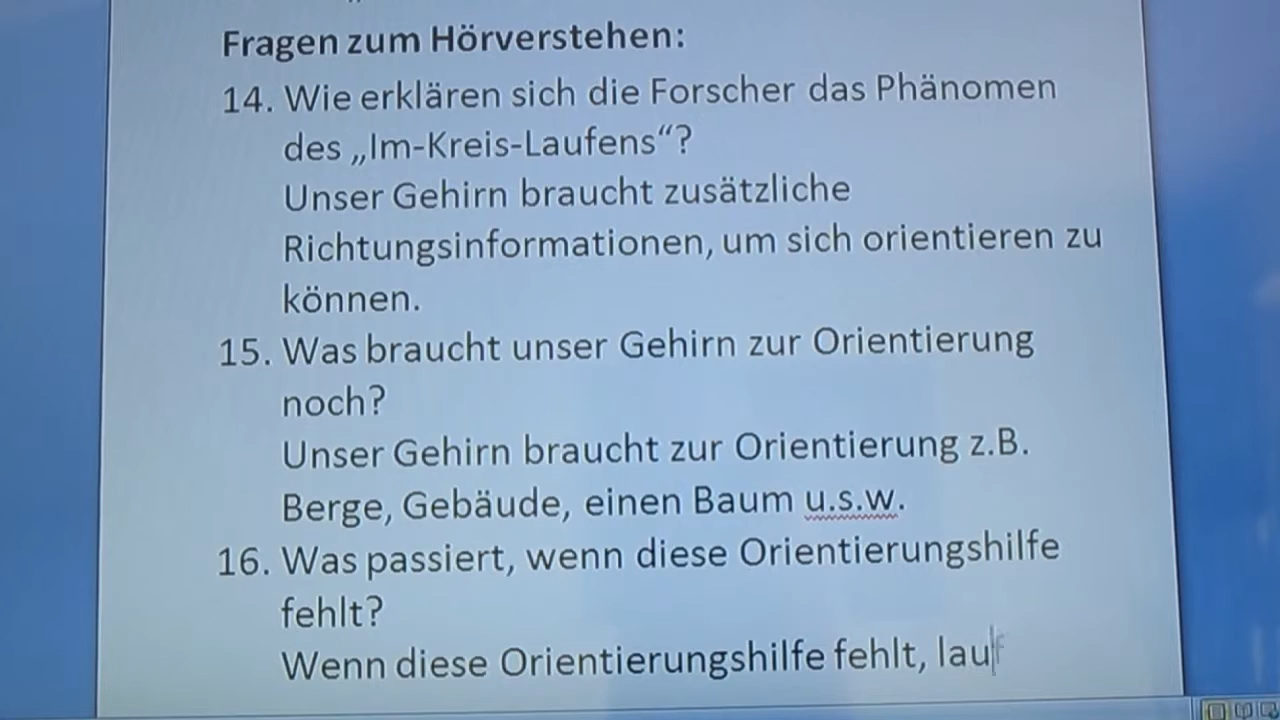 Fragen zum Hörverstehen:
14. Wie erklären sich die Forscher das Phänomen
des „Im-Kreis-Laufens“?
Unser Gehirn braucht zusätzliche
Richtungsinformationen, um sich orientieren zu
können.
15. Was braucht unser Gehirn zur Orientierung
noch?
Unser Gehirn braucht zur Orientierung z.B.
Berge, Gebäude, einen Baum u.s.w.
16. Was passiert, wenn diese Orientierungshilfe
fehlt?
Wenn diese Orientierungshilfe fehlt, lauf